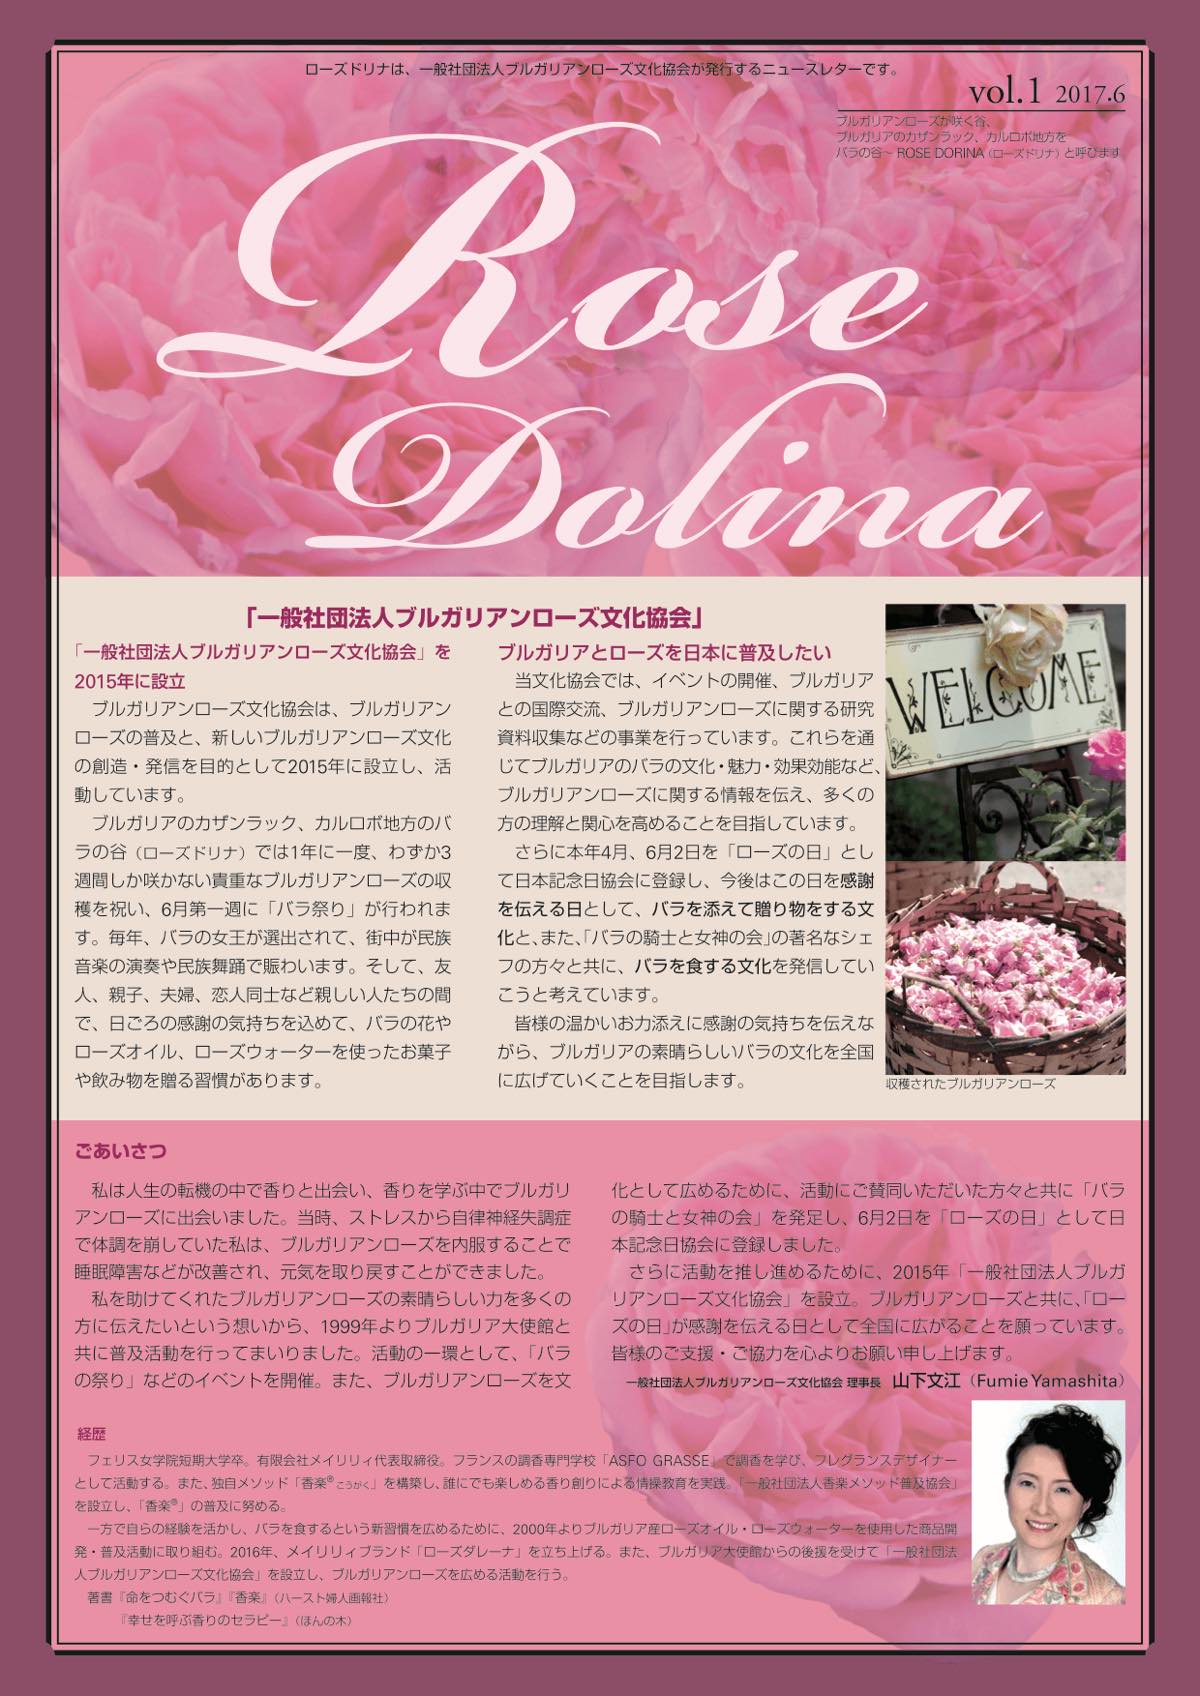 ローズドリナは、一般社団法人ブルガリアンローズ文化協会が発行するニュースレターです。
vol.1 2017.6
ブルガリアンローズが咲く谷、
ブルガリアのカザンラック、カルロボ地方を
バラの谷〜 ROSE DORINA（ローズドリナ）と呼びます
Rose
Dolina
「一般社団法人ブルガリアンローズ文化協会」
「一般社団法人ブルガリアンローズ文化協会」を
2015年に設立
ブルガリアンローズ文化協会は、ブルガリアン
ローズの普及と、新しいブルガリアンローズ文化
の創造・発信を目的として2015年に設立し、活
動しています。
ブルガリアのカザンラック、カルロボ地方のバ
ラの谷（ローズドリナ）では1年に一度、わずか3
週間しか咲かない貴重なブルガリアンローズの収
穫を祝い、6月第一週に「バラ祭り」が行われま
す。毎年、バラの女王が選出されて、街中が民族
音楽の演奏や民族舞踊で賑わいます。そして、友
人、親子、夫婦、恋人同士など親しい人たちの間
で、日ごろの感謝の気持ちを込めて、バラの花や
ローズオイル、ローズウォーターを使ったお菓子
や飲み物を贈る習慣があります。
ブルガリアとローズを日本に普及したい
当文化協会では、イベントの開催、ブルガリア
との国際交流、ブルガリアンローズに関する研究
資料収集などの事業を行っています。これらを通
じてブルガリアのバラの文化・魅力・効果効能など、
ブルガリアンローズに関する情報を伝え、多くの
方の理解と関心を高めることを目指しています。
さらに本年4月、6月2日を「ローズの日」とし
て日本記念日協会に登録し、今後はこの日を感謝
を伝える日として、バラを添えて贈り物をする文
化と、また、「バラの騎士と女神の会」の著名なシェ
フの方々と共に、バラを食する文化を発信してい
こうと考えています。
皆様の温かいお力添えに感謝の気持ちを伝えな
がら、ブルガリアの素晴らしいバラの文化を全国
に広げていくことを目指します。
WELCOME
収穫されたブルガリアンローズ
ごあいさつ
私は人生の転機の中で香りと出会い、香りを学ぶ中でブルガリ
アンローズに出会いました。当時、ストレスから自律神経失調症
で体調を崩していた私は、ブルガリアンローズを内服することで
睡眠障害などが改善され、元気を取り戻すことができました。
私を助けてくれたブルガリアンローズの素晴らしい力を多くの
方に伝えたいという想いから、1999年よりブルガリア大使館と
共に普及活動を行ってまいりました。活動の一環として、「バラ
の祭り」などのイベントを開催。また、ブルガリアンローズを文
化として広めるために、活動にご賛同いただいた方々と共に「バラ
の騎士と女神の会」を発足し、6月2日を「ローズの日」として日
本記念日協会に登録しました。
さらに活動を推し進めるために、2015年「一般社団法人ブルガ
リアンローズ文化協会」を設立。ブルガリアンローズと共に、「ロー
ズの日」が感謝を伝える日として全国に広がることを願っています。
皆様のご支援・ご協力を心よりお願い申し上げます。
一般社団法人ブルガリアンローズ文化協会 理事長 山下文江（Fumie Yamashita）
経歴
フェリス女学院短期大学卒。有限会社メイリリィ代表取締役。フランスの調香専門学校「ASFO GRASSE」で調香を学び、フレグランスデザイナー
として活動する。また、独自メソッド「香楽®こうがく」を構築し、誰にでも楽しめる香り創りによる情操教育を実践。「一般社団法人香楽メソッド普及協会」
を設立し、「香楽®」の普及に努める。
一方で自らの経験を活かし、バラを食するという新習慣を広めるために、2000年よりブルガリア産ローズオイル・ローズウォーターを使用した商品開
発・普及活動に取り組む。2016年、メイリリィブランド「ローズダレーナ」を立ち上げる。また、ブルガリア大使館からの後援を受けて「一般社団法
人ブルガリアンローズ文化協会」を設立し、ブルガリアンローズを広める活動を行う。
著書『命をつむぐバラ』『香楽』（ハースト婦人画報社）
『幸せを呼ぶ香りのセラピー』（ほんの木）